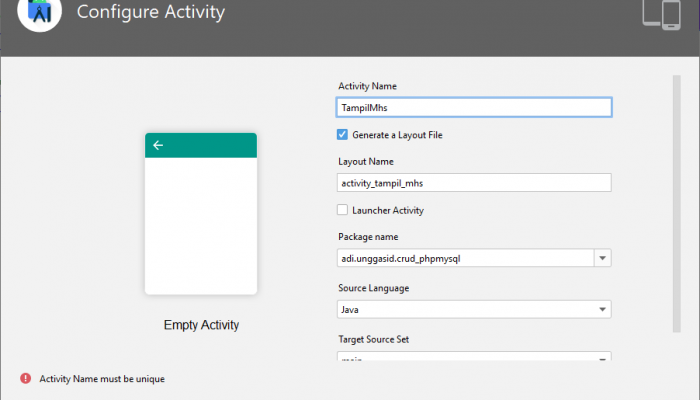 Configure Activity
Activity Name
TampilMhs
Generate a Layout File
Layout Name
activity_tampil_mhs
Launcher Activity
Package name
adi.unggasid.crud_phpmysql
Source Language
Java
Target Source Set
main
Empty Activity
Activity Name must be unique